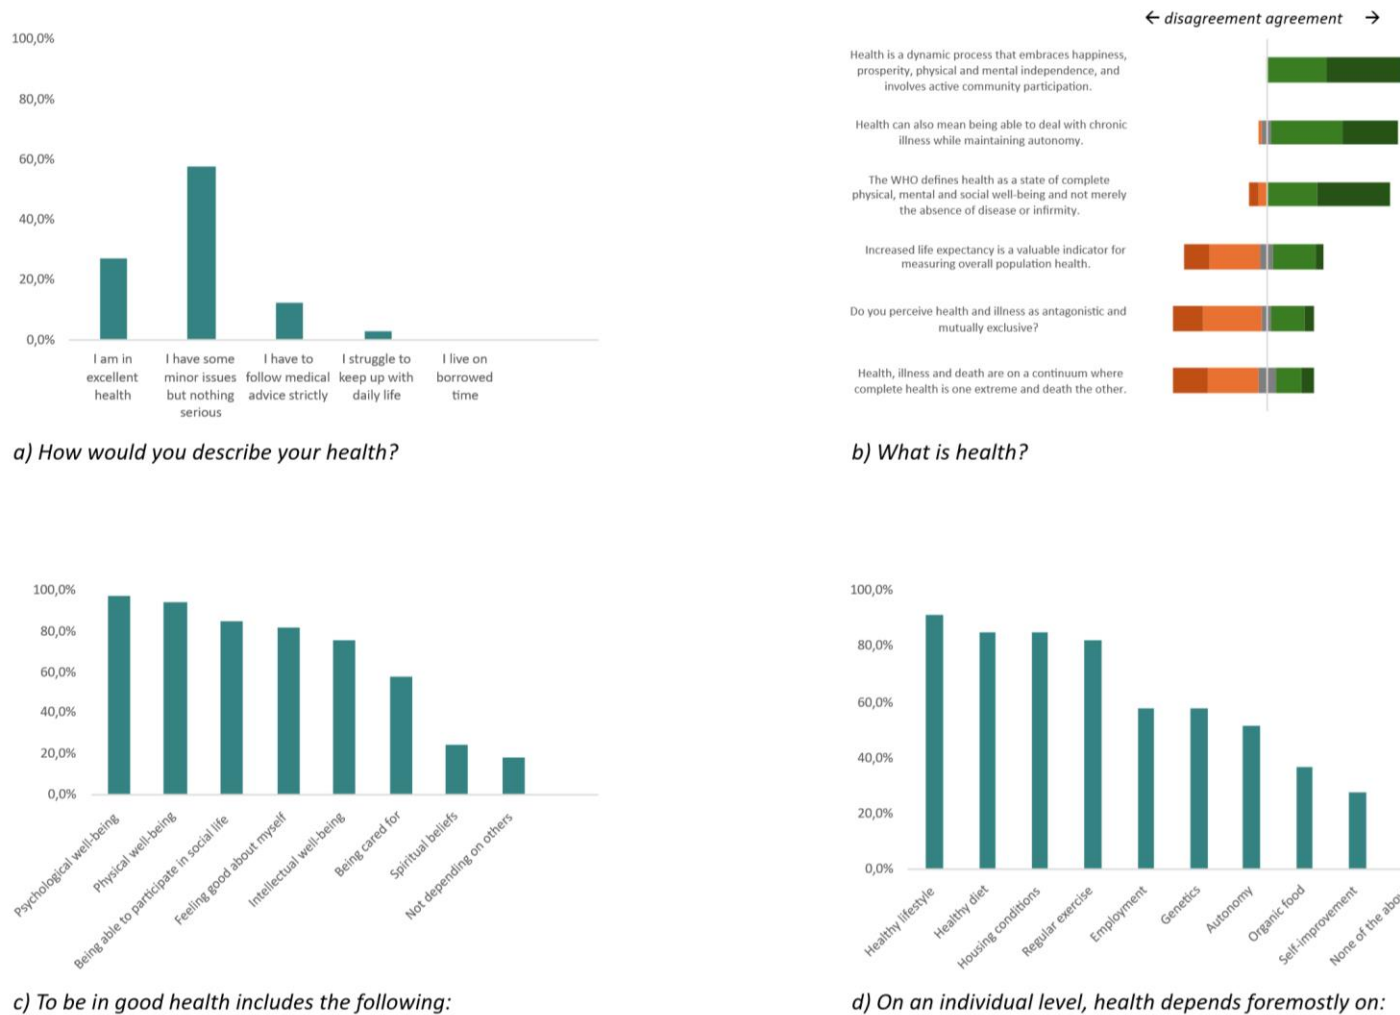 ← disagreement agreement →
100,0%
80,0%
60,0%
40,0%
20,0%
0,0%
I am in
excellent
health
I have some
minor issues
but nothing
serious
I have to
follow medical
advice strictly
I struggle to
keep up with
daily life
I live on
borrowed
time
a) How would you describe your health?
Health is a dynamic process that embraces happiness,
prosperity, physical and mental independence, and
involves active community participation.
Health can also mean being able to deal with chronic
illness while maintaining autonomy.
The WHO defines health as a state of complete
physical, mental and social well-being and not merely
the absence of disease or infirmity.
Increased life expectancy is a valuable indicator for
measuring overall population health.
Do you perceive health and illness as antagonistic and
mutually exclusive?
Health, illness and death are on a continuum where
complete health is one extreme and death the other.
b) What is health?
100,0%
80,0%
60,0%
40,0%
20,0%
0,0%
Psychological well-being
Physical well-being
Being able to participate in social life
Feeling good about myself
Intellectual well-being
Being cared for
Spiritual beliefs
Not depending on others
c) To be in good health includes the following:
100,0%
80,0%
60,0%
40,0%
20,0%
0,0%
Healthy lifestyle
Healthy diet
Housing conditions
Regular exercise
Employment
Genetics
Autonomy
Organic food
Self-improvement
None of the
d) On an individual level, health depends foremostly on: